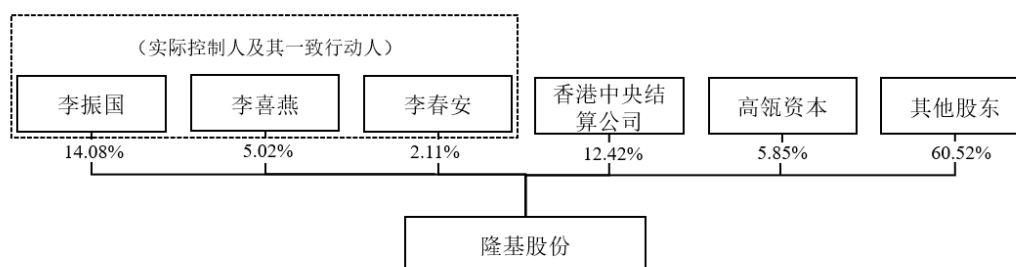 （实际控制人及其一致行动人）
李振国
李喜燕
李春安
香港中央结
算公司
高瓴资本
其他股东
14.08%
5.02%
2.11%
12.42%
5.85%
60.52%
隆基股份